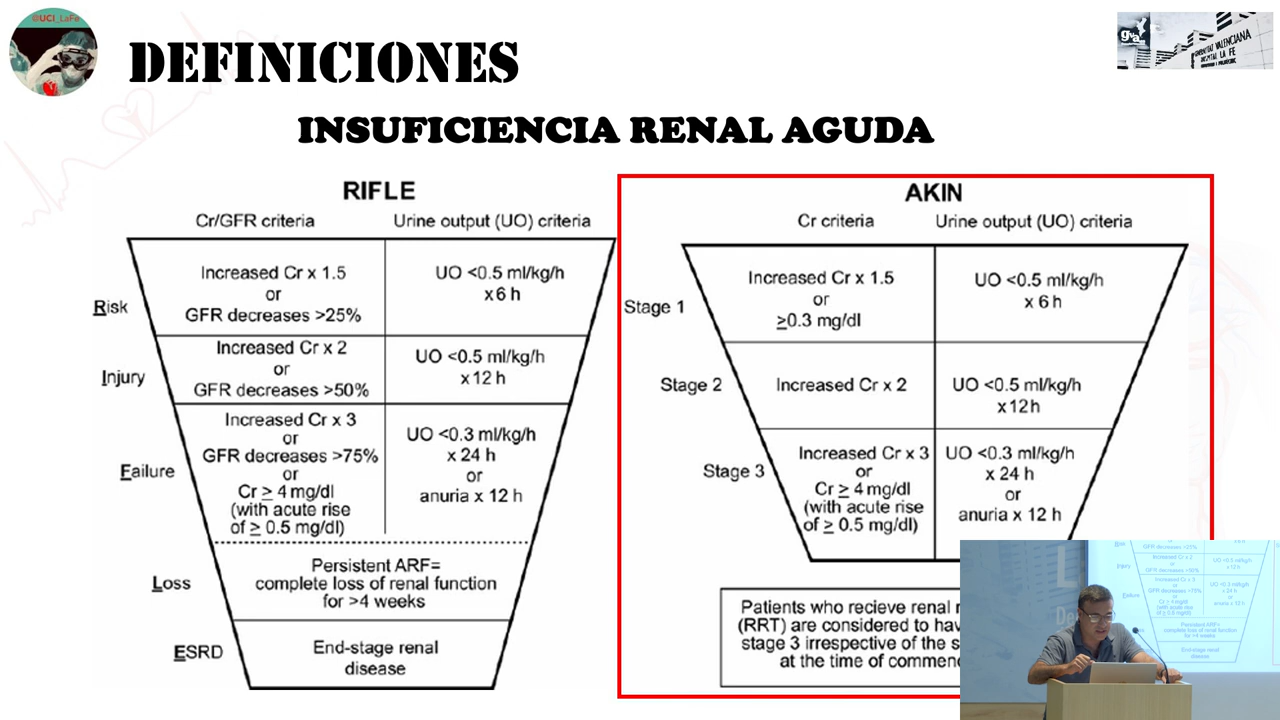 @UCI_LaFe
DEFINICIONES
GENERALITAT VALENCIANA
HOSPITAL LA FE
INSUFICIENCIA RENAL AGUDA
RIFLE
Cr/GFR criteria
Urine output (UO) criteria
Risk
Increased Cr x 1.5
or
GFR decreases >25%
UO <0.5 ml/kg/h
x 6 h
Injury
Increased Cr x 2
or
GFR decreases >50%
UO <0.5 ml/kg/h
x 12 h
Failure
Increased Cr x 3
or
GFR decreases >75%
or
Cr ≥ 4 mg/dl
(with acute rise
of ≥ 0.5 mg/dl)
UO <0.3 ml/kg/h
x 24 h
or
anuria x 12 h
Loss
Persistent ARF=
complete loss of renal function
for >4 weeks
ESRD
End-stage renal
disease
AKIN
Cr criteria
Urine output (UO) criteria
Stage 1
Increased Cr x 1.5
or
≥0.3 mg/dl
UO <0.5 ml/kg/h
x 6 h
Stage 2
Increased Cr x 2
UO <0.5 ml/kg/h
x 12 h
Stage 3
Increased Cr x 3
or
Cr ≥ 4 mg/dl
(with acute rise
of ≥ 0.5 mg/dl)
UO <0.3 ml/kg/h
x 24 h
or
anuria x 12 h
Patients who recieve renal
(RRT) are considered to
stage 3 irrespective of the
at the time of